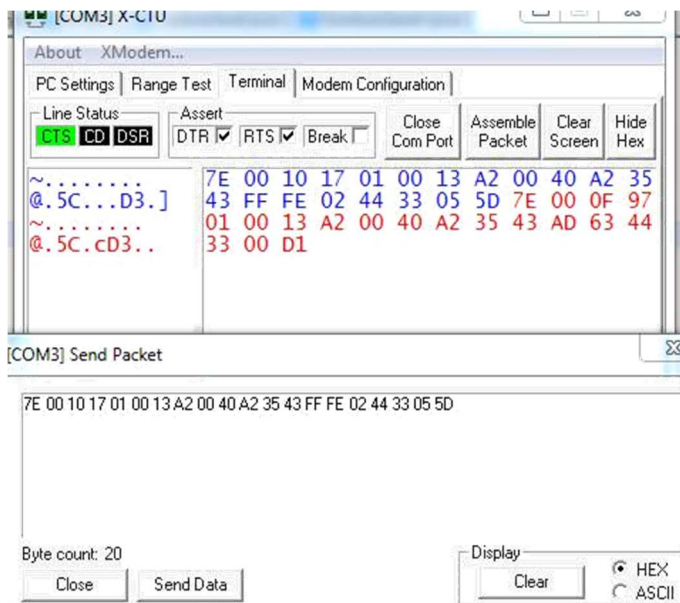 [COM3] X-CTU
About XModem...
PC Settings Range Test Terminal Modem Configuration
Line Status Assert
CTS CD DSR DTR RTS Break Close Com Port Assemble Packet Clear Screen Hide Hex
~........ 7E 00 10 17 01 00 13 A2 00 40 A2 35
@.5C...D3.] 43 FF FE 02 44 33 05 5D 7E 00 0F 97
~........ 01 00 13 A2 00 40 A2 35 43 AD 63 44
@.5C.cD3.. 33 00 D1
[COM3] Send Packet
7E 00 10 17 01 00 13 A2 00 40 A2 35 43 FF FE 02 44 33 05 5D
Byte count: 20
Display
Close Send Data Clear HEX
ASCII